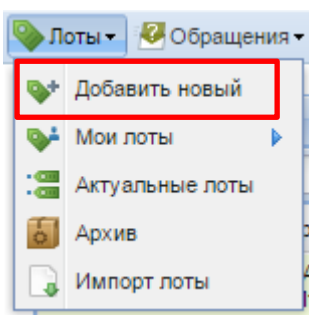 Лоты Обращения
Добавить новый
Мои лоты
Актуальные лоты
Архив
Импорт лоты